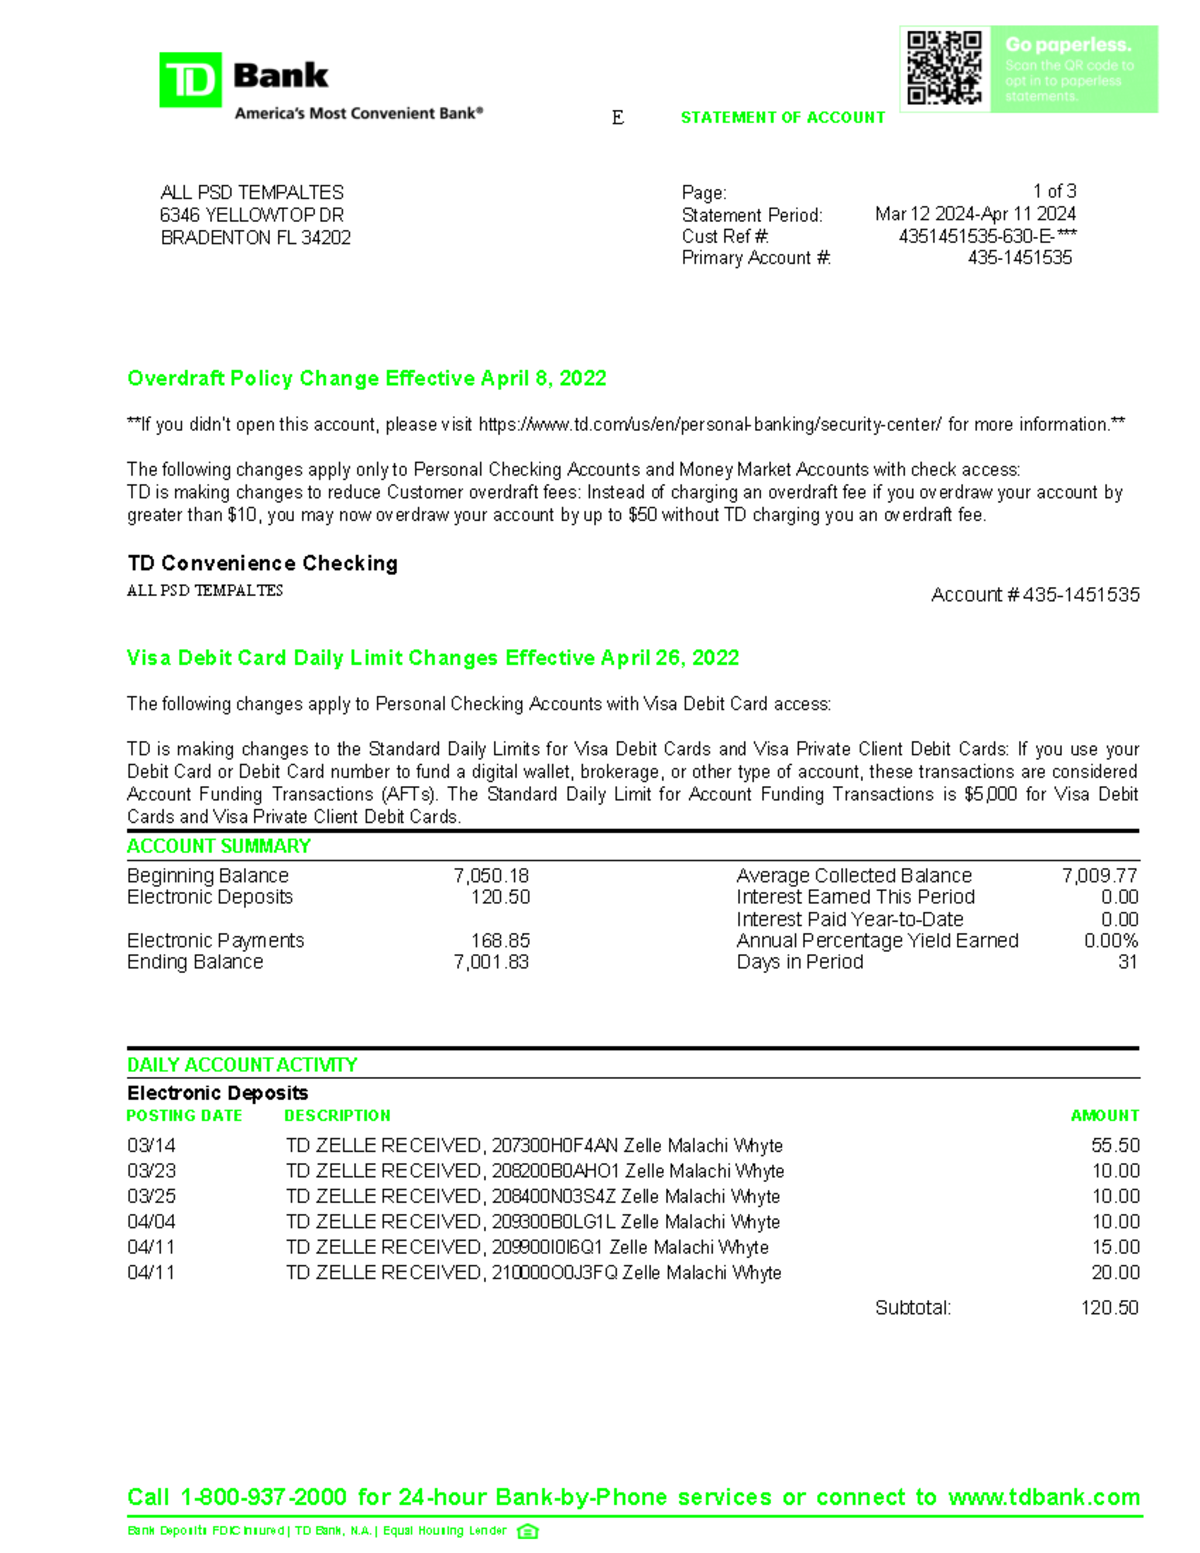 TD Bank
America's Most Convenient Bank®
Go paperless.
Scan the QR code to
opt in to paperless
statements.
E STATEMENT OF ACCOUNT
ALL PSD TEMPALTES
6346 YELLOWTOP DR
BRADENTON FL 34202
Page: 1 of 3
Statement Period: Mar 12 2024-Apr 11 2024
Cust Ref #: 4351451535-630-E-***
Primary Account #: 435-1451535
Overdraft Policy Change Effective April 8, 2022
**If you didn't open this account, please visit https://www.td.com/us/en/personal-banking/security-center/ for more information.**
The following changes apply only to Personal Checking Accounts and Money Market Accounts with check access:
TD is making changes to reduce Customer overdraft fees: Instead of charging an overdraft fee if you overdraw your account by
greater than $10, you may now overdraw your account by up to $50 without TD charging you an overdraft fee.
TD Convenience Checking
ALL PSD TEMPALTES
Account # 435-1451535
Visa Debit Card Daily Limit Changes Effective April 26, 2022
The following changes apply to Personal Checking Accounts with Visa Debit Card access:
TD is making changes to the Standard Daily Limits for Visa Debit Cards and Visa Private Client Debit Cards: If you use your
Debit Card or Debit Card number to fund a digital wallet, brokerage, or other type of account, these transactions are considered
Account Funding Transactions (AFTs). The Standard Daily Limit for Account Funding Transactions is $5,000 for Visa Debit
Cards and Visa Private Client Debit Cards.
ACCOUNT SUMMARY
Beginning Balance 7,050.18 Average Collected Balance 7,009.77
Electronic Deposits 120.50 Interest Earned This Period 0.00
Interest Paid Year-to-Date 0.00
Electronic Payments 168.85 Annual Percentage Yield Earned 0.00%
Ending Balance 7,001.83 Days in Period 31
DAILY ACCOUNT ACTIVITY
Electronic Deposits
POSTING DATE DESCRIPTION AMOUNT
03/14 TD ZELLE RECEIVED, 207300H0F4AN Zelle Malachi Whyte 55.50
03/23 TD ZELLE RECEIVED, 208200B0AHO1 Zelle Malachi Whyte 10.00
03/25 TD ZELLE RECEIVED, 208400N03S4Z Zelle Malachi Whyte 10.00
04/04 TD ZELLE RECEIVED, 209300B0LG1L Zelle Malachi Whyte 10.00
04/11 TD ZELLE RECEIVED, 209900I0I6Q1 Zelle Malachi Whyte 15.00
04/11 TD ZELLE RECEIVED, 210000O0J3FQ Zelle Malachi Whyte 20.00
Subtotal: 120.50
Call 1-800-937-2000 for 24-hour Bank-by-Phone services or connect to www.tdbank.com
Bank Deposits FDIC Insured | TD Bank, N.A. | Equal Housing Lender